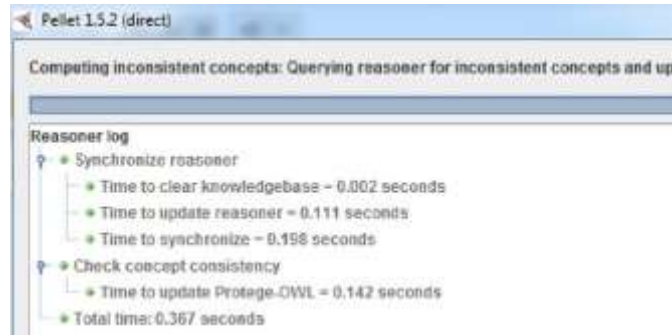 Pellet 1.5.2 (direct)
Computing inconsistent concepts: Querying reasoner for inconsistent concepts and up
Reasoner log
Synchronize reasoner
Time to clear knowledgebase = 0.002 seconds
Time to update reasoner = 0.111 seconds
Time to synchronize = 0.198 seconds
Check concept consistency
Time to update Protege-OWL = 0.142 seconds
Total time: 0.367 seconds